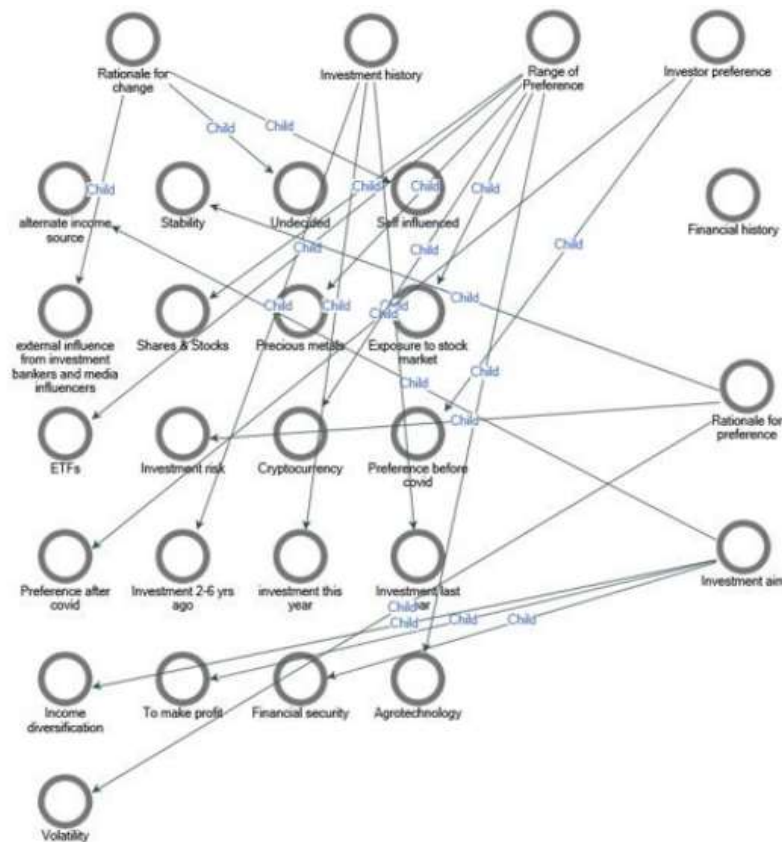 Rationale for
change
Investment history
Range of
Preference
Investor preference
Child
Child
Child
Child
Child
Child
Child
alternate income
source
Stability
Undecided
Self influenced
Financial history
Child
Child
Child
Child
Child
Child
Child
Child
external influence
from investment
bankers and media
influencers
Shares & Stocks
Precious metals
Exposure to stock
market
Child
Child
Rationale for
preference
Child
ETFs
Investment risk
Cryptocurrency
Preference before
covid
Preference after
covid
Investment 2-6 yrs
ago
investment this
year
Investment last
Investment aim
Child
Child
Child
Child
Income
diversification
To make profit
Financial security
Agrotechnology
Volatility